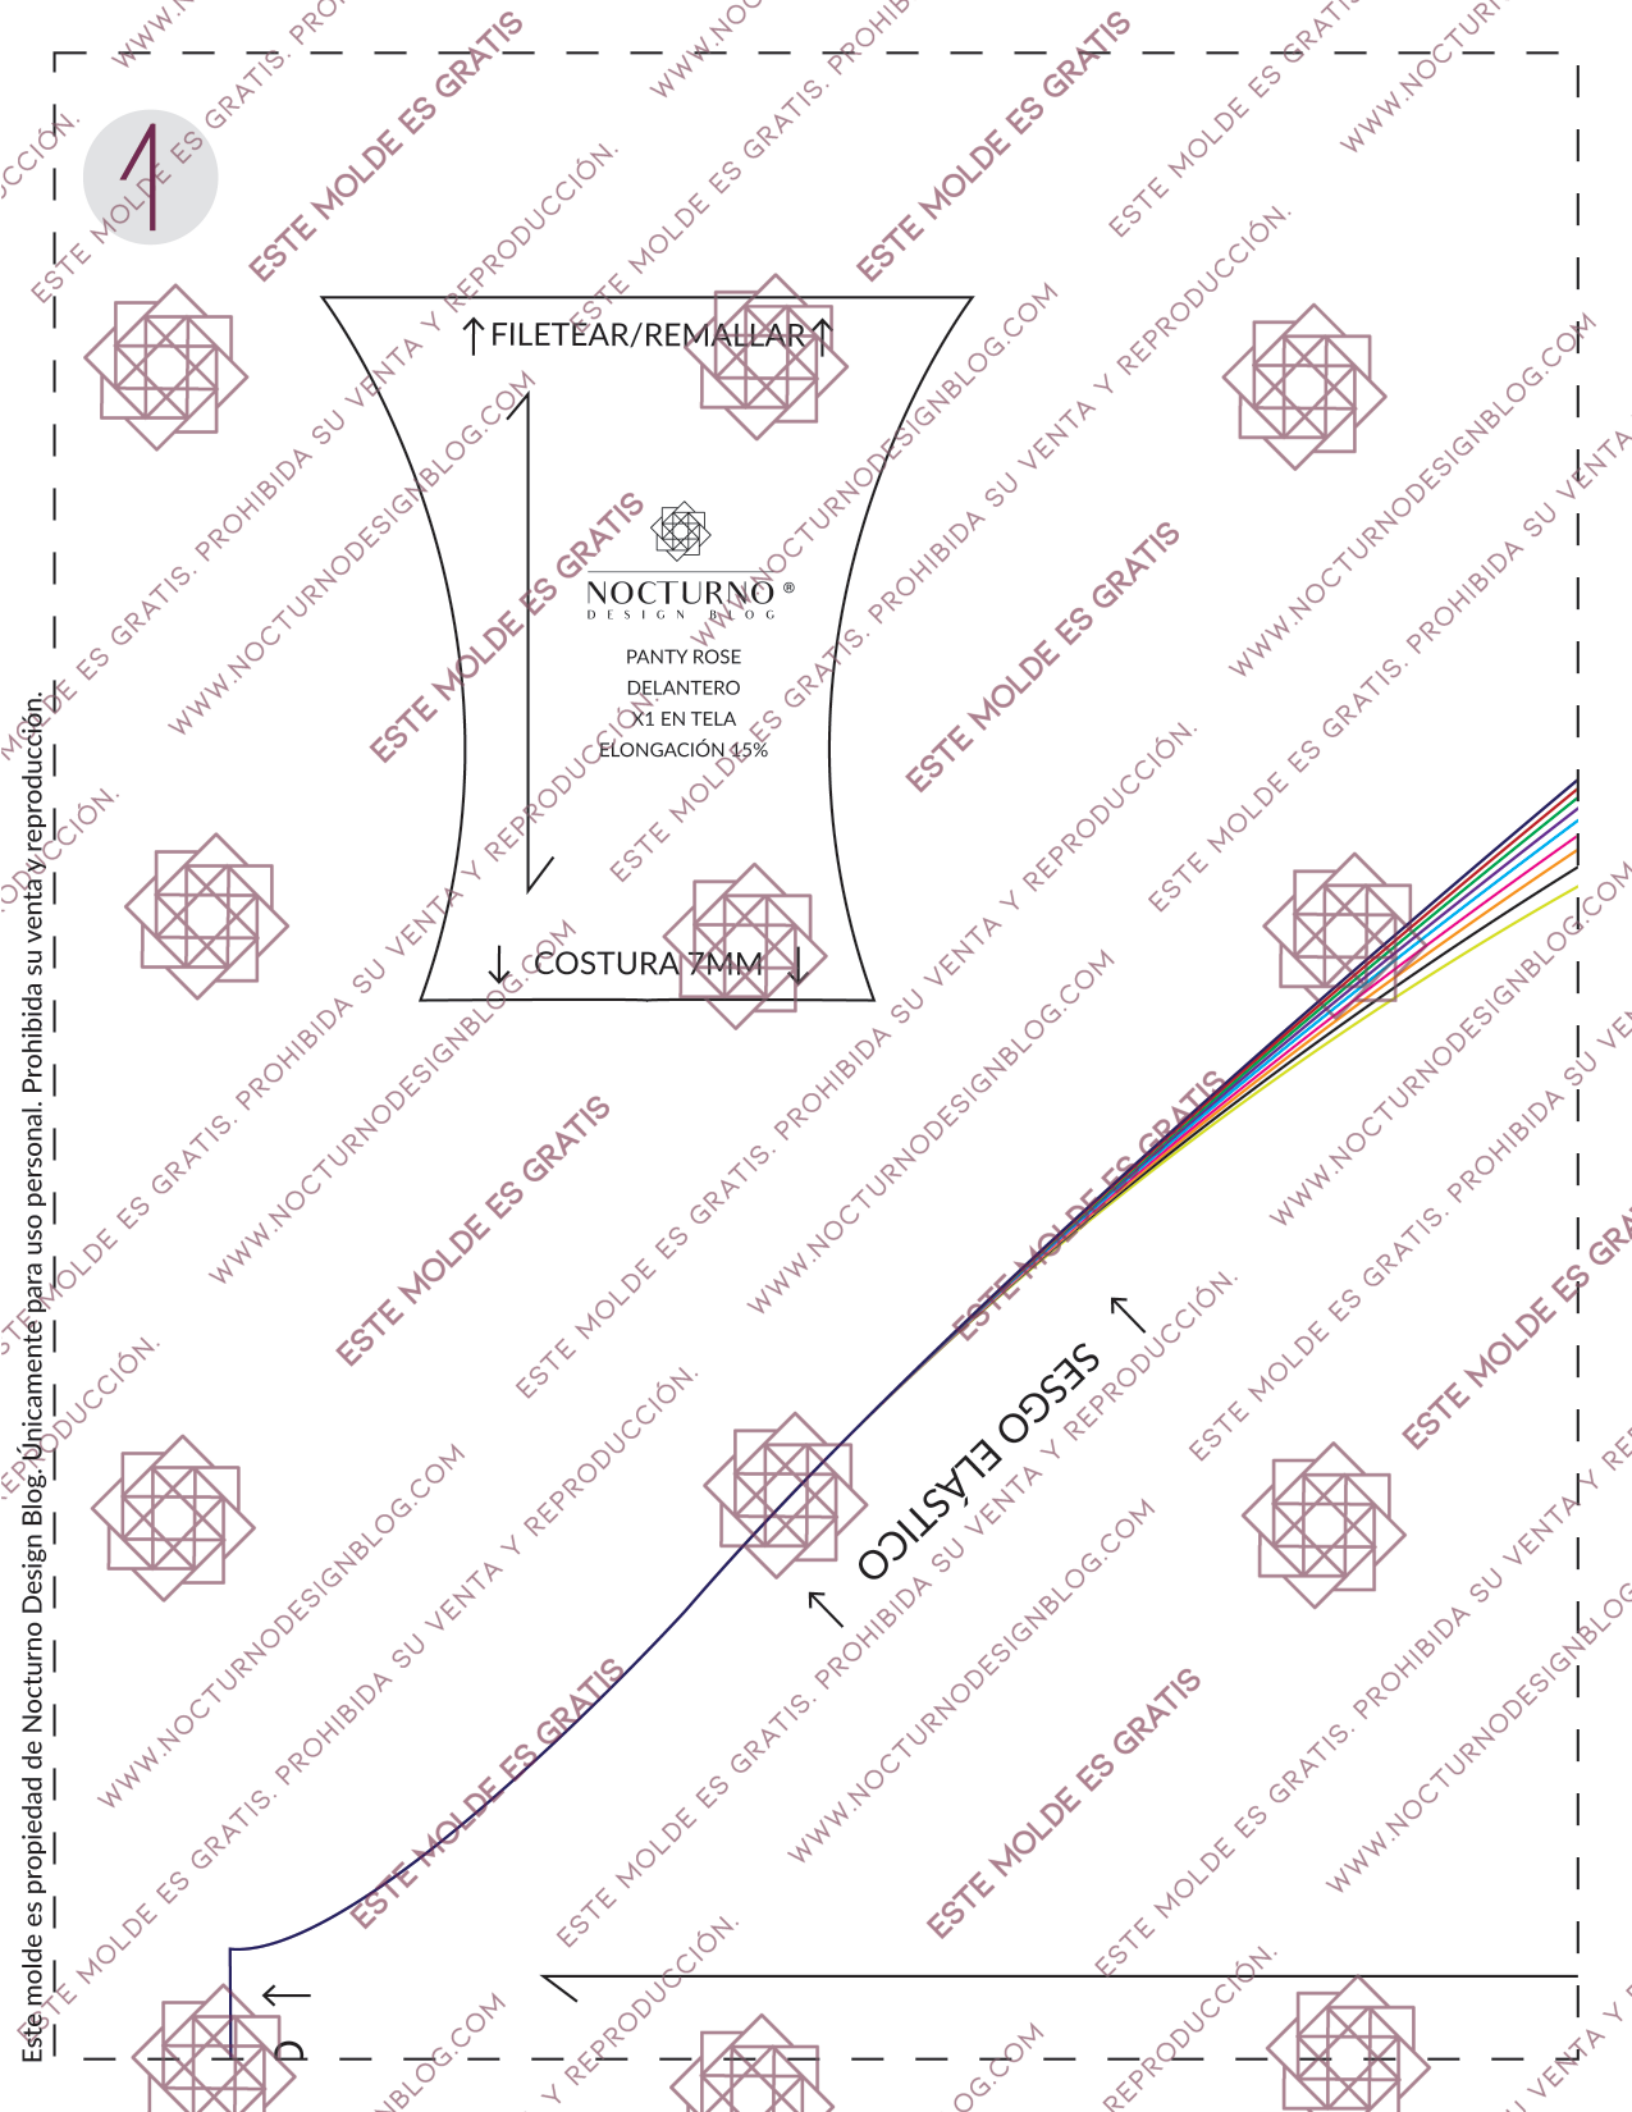 1
↑ FILETEAR/REMALLAR ↑
NOCTURNO ®
DESIGN BLOG
PANTY ROSE
DELANTERO
X1 EN TELA
ELONGACIÓN 15%
↓ COSTURA 7MM ↓
SESGO ELÁSTICO
Este molde es propiedad de Nocturno Design Blog. Únicamente para uso personal. Prohibida su venta y reproducción.
ESTE MOLDE ES GRATIS
ESTE MOLDE ES GRATIS. PROHIBIDA SU VENTA Y REPRODUCCIÓN.
WWW.NOCTURNODESIGNBLOG.COM